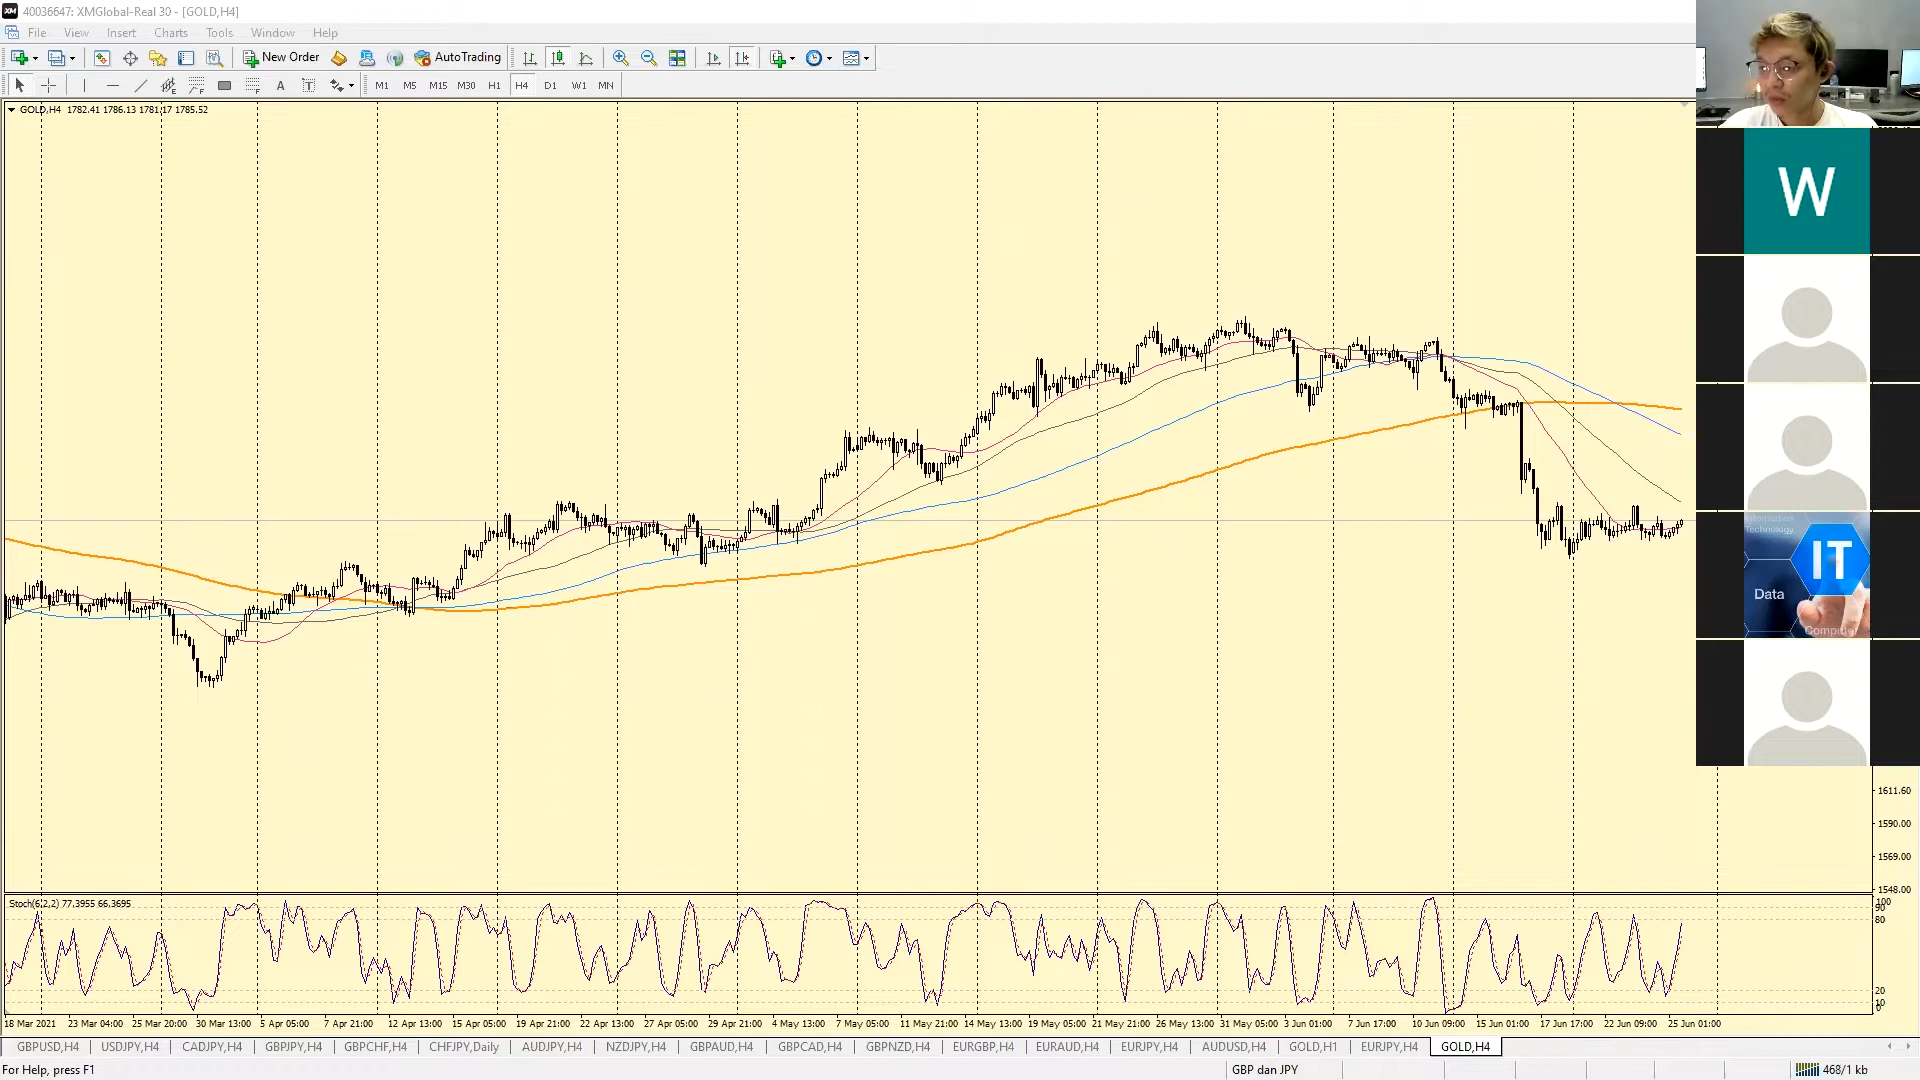 40036647: XMGlobal-Real 30 - [GOLD,H4]
File View Insert Charts Tools Window Help
New Order AutoTrading
A T M1 M5 M15 M30 H1 H4 D1 W1 MN
GOLD,H4 1782.41 1786.13 1781.17 1785.52
W
Information
Technology
IT
Data
Computer
1611.60
1590.00
1569.00
1548.00
Stoch(6,2,2) 77.3955 66.3695
100
90
80
20
10
0
18 Mar 2021 23 Mar 04:00 25 Mar 20:00 30 Mar 13:00 5 Apr 05:00 7 Apr 21:00 12 Apr 13:00 15 Apr 05:00 19 Apr 21:00 22 Apr 13:00 27 Apr 05:00 29 Apr 21:00 4 May 13:00 7 May 05:00 11 May 21:00 14 May 13:00 19 May 05:00 21 May 21:00 26 May 13:00 31 May 05:00 3 Jun 01:00 7 Jun 17:00 10 Jun 09:00 15 Jun 01:00 17 Jun 17:00 22 Jun 09:00 25 Jun 01:00
GBPUSD,H4 USDJPY,H4 CADJPY,H4 GBPJPY,H4 GBPCHF,H4 CHFJPY,Daily AUDJPY,H4 NZDJPY,H4 GBPAUD,H4 GBPCAD,H4 GBPNZD,H4 EURGBP,H4 EURAUD,H4 EURJPY,H4 AUDUSD,H4 GOLD,H1 EURJPY,H4 GOLD,H4
For Help, press F1 GBP dan JPY 468/1 kb